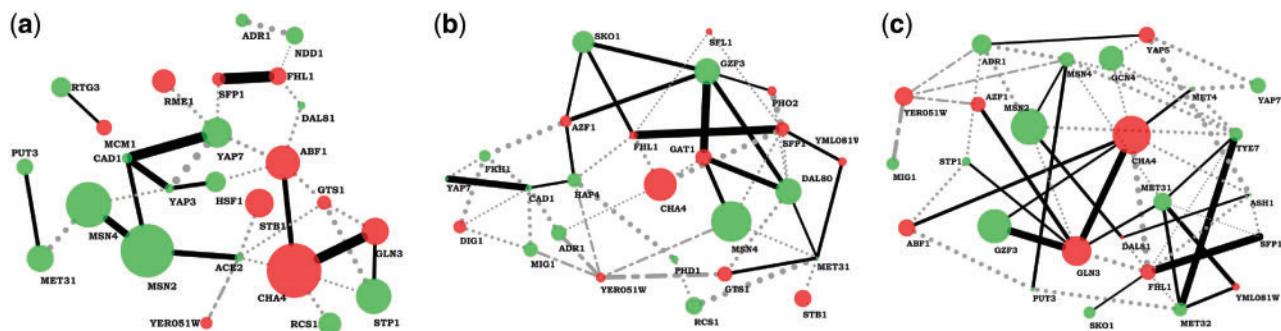 (a)
ADR1
NDD1
RTG3
FHL1
SFP1
RME1
MCM1
DAL81
CAD1
YAP7
ABF1
PUT3
YAP3
HSF1
GTS1
MSN4
STB1
GLN3
ACE2
MET31
MSN2
CHA4
YER051W
RCS1
STP1
(b)
SKO1
SFL1
GZF3
PHO2
AZF1
FHL1
SFP1
YML081W
GAT1
FKH1
YAP7
CAD1
HAP4
DAL80
CHA4
DIG1
ADR1
MSN4
MIG1
PHD1
MET31
YER051W
GTS1
RCS1
STB1
(c)
YAP5
ADR1
MSN4
GCN4
MET4
YAP7
AZF1
YER051W
MSN2
TYE7
CHA4
STP1
MIG1
MET31
ASH1
ABF1
DAL81
SFP1
GZF3
GLN3
FHL1
YML081W
PUT3
SKO1
MET32